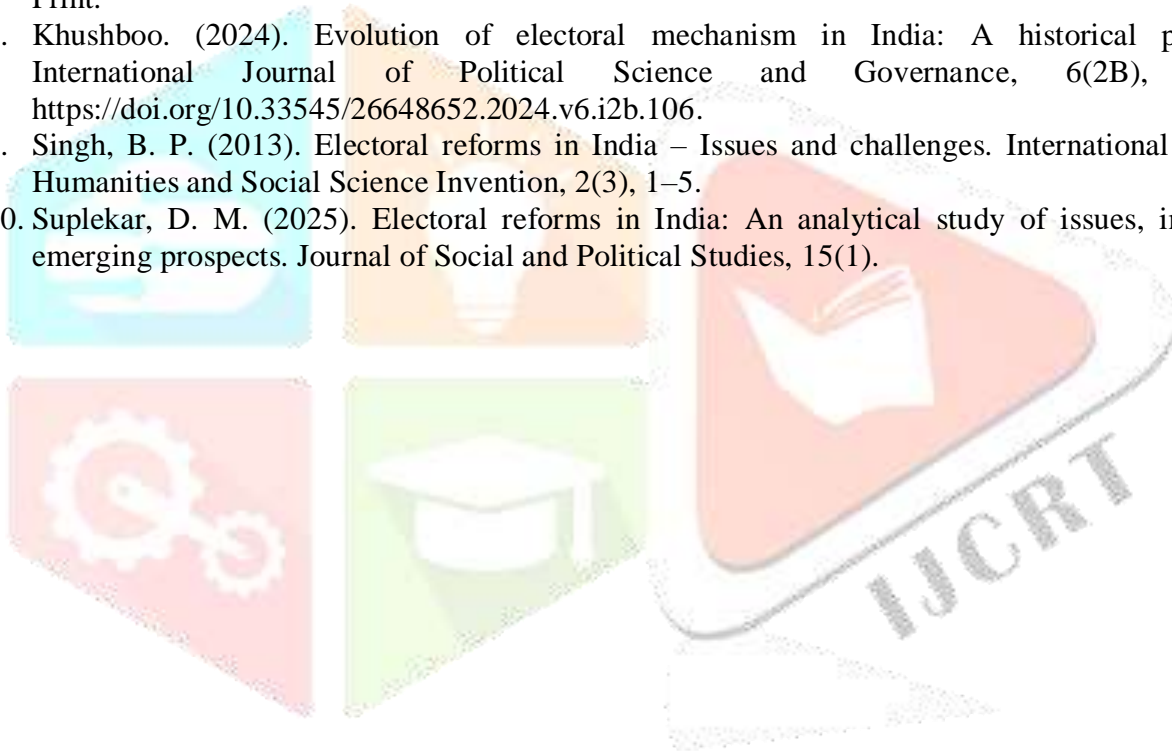 Print.
. Khushboo. (2024). Evolution of electoral mechanism in India: A historical
International Journal of Political Science and Governance, 6(2B),
https://doi.org/10.33545/26648652.2024.v6.i2b.106.
. Singh, B. P. (2013). Electoral reforms in India – Issues and challenges. International
Humanities and Social Science Invention, 2(3), 1–5.
0. Suplekar, D. M. (2025). Electoral reforms in India: An analytical study of issues,
emerging prospects. Journal of Social and Political Studies, 15(1).
IJCRT